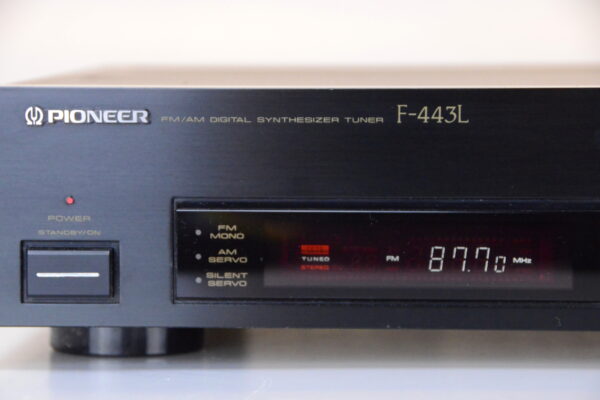 PIONEER FM/AM DIGITAL SYNTHESIZER TUNER F-443L
POWER
STANDBY/ON
FM
MONO
AM
SERVO
SILENT
SERVO
TUNED
STEREO
FM 87.70 MHz